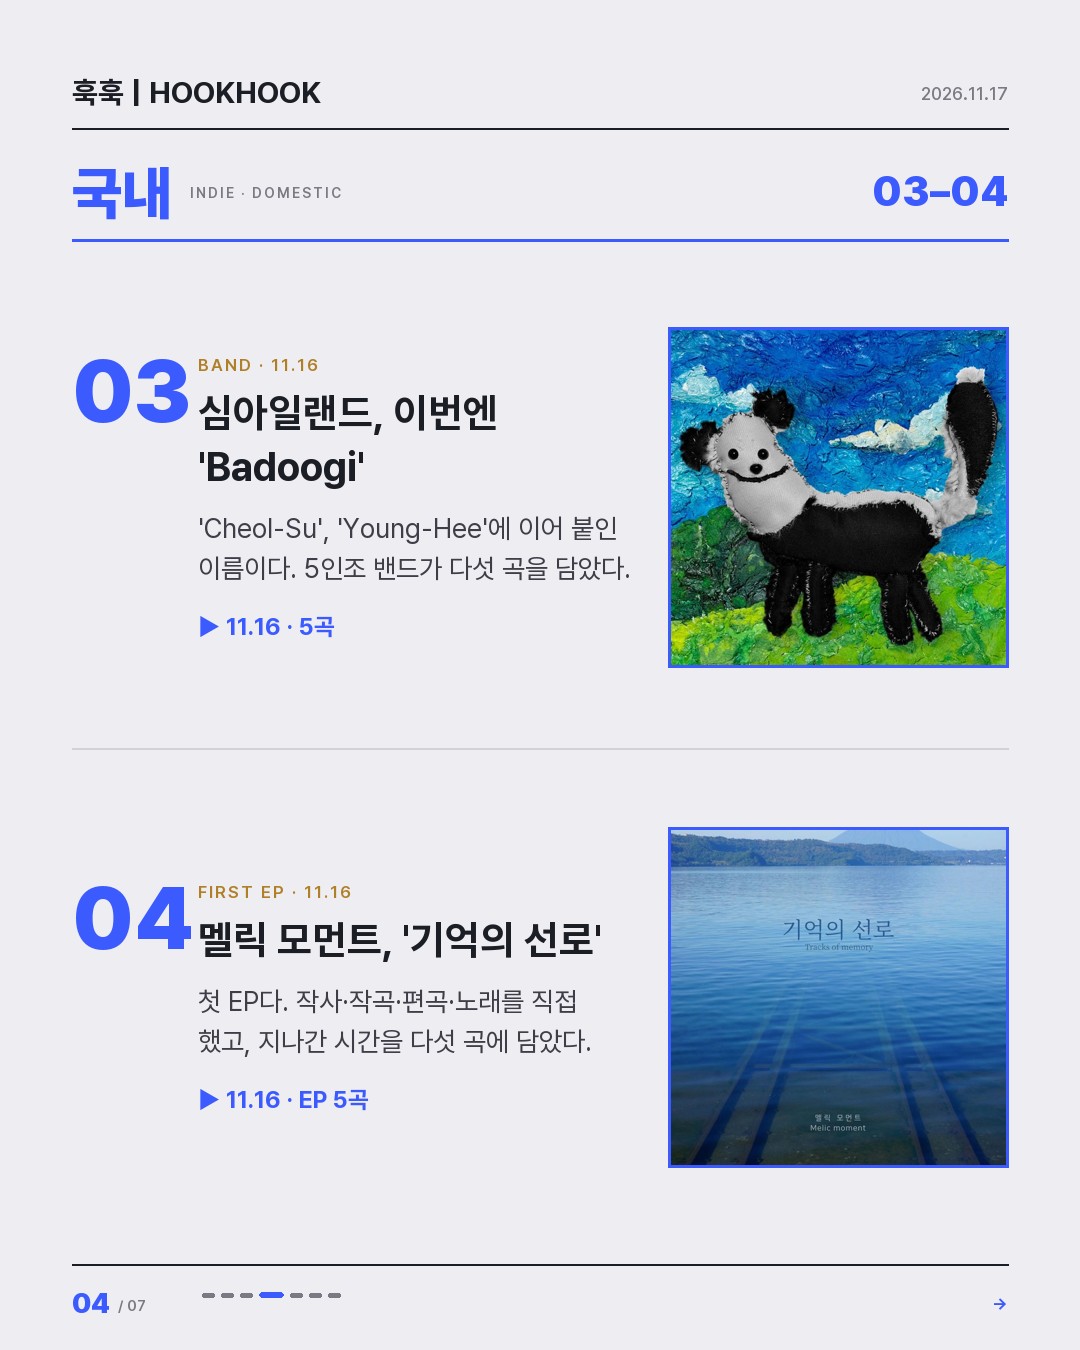 훅훅 | HOOKHOOK
2026.11.17
국내
INDIE · DOMESTIC
03–04
03
BAND · 11.16
심아일랜드, 이번엔
'Badoogi'
'Cheol-Su', 'Young-Hee'에 이어 붙인
이름이다. 5인조 밴드가 다섯 곡을 담았다.
▶ 11.16 · 5곡
04
FIRST EP · 11.16
멜릭 모먼트, '기억의 선로'
첫 EP다. 작사·작곡·편곡·노래를 직접
했고, 지나간 시간을 다섯 곡에 담았다.
▶ 11.16 · EP 5곡
기억의 선로
Tracks of memory
멜릭 모먼트
Melic moment
04 / 07
→